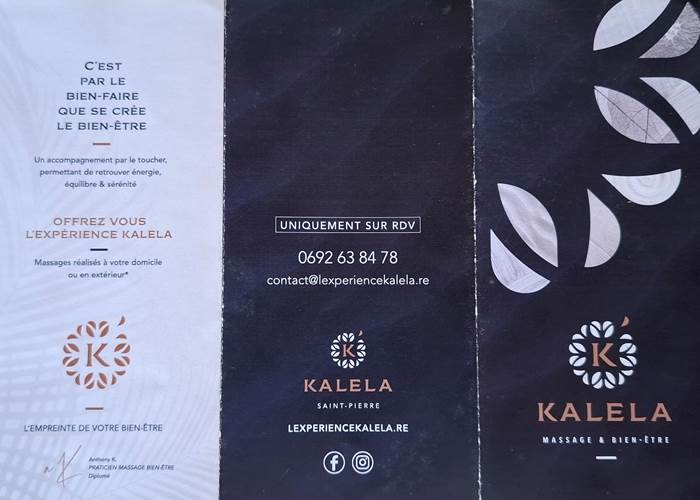 C'EST
PAR LE
BIEN-FAIRE
QUE SE CRÉE
LE BIEN-ÊTRE
Un accompagnement par le toucher,
permettant de retrouver énergie,
équilibre & sérénité
OFFREZ VOUS
L'EXPÉRIENCE KALELA
Massages réalisés à votre domicile
ou en extérieur*
K
L'EMPREINTE DE VOTRE BIEN-ÊTRE
Anthony K.
PRATICIEN MASSAGE BIEN-ÊTRE
Diplomé
UNIQUEMENT SUR RDV
0692 63 84 78
contact@lexperiencekalela.re
K
KALELA
SAINT-PIERRE
LEXPERIENCEKALELA.RE
K
KALELA
MASSAGE & BIEN-ÊTRE